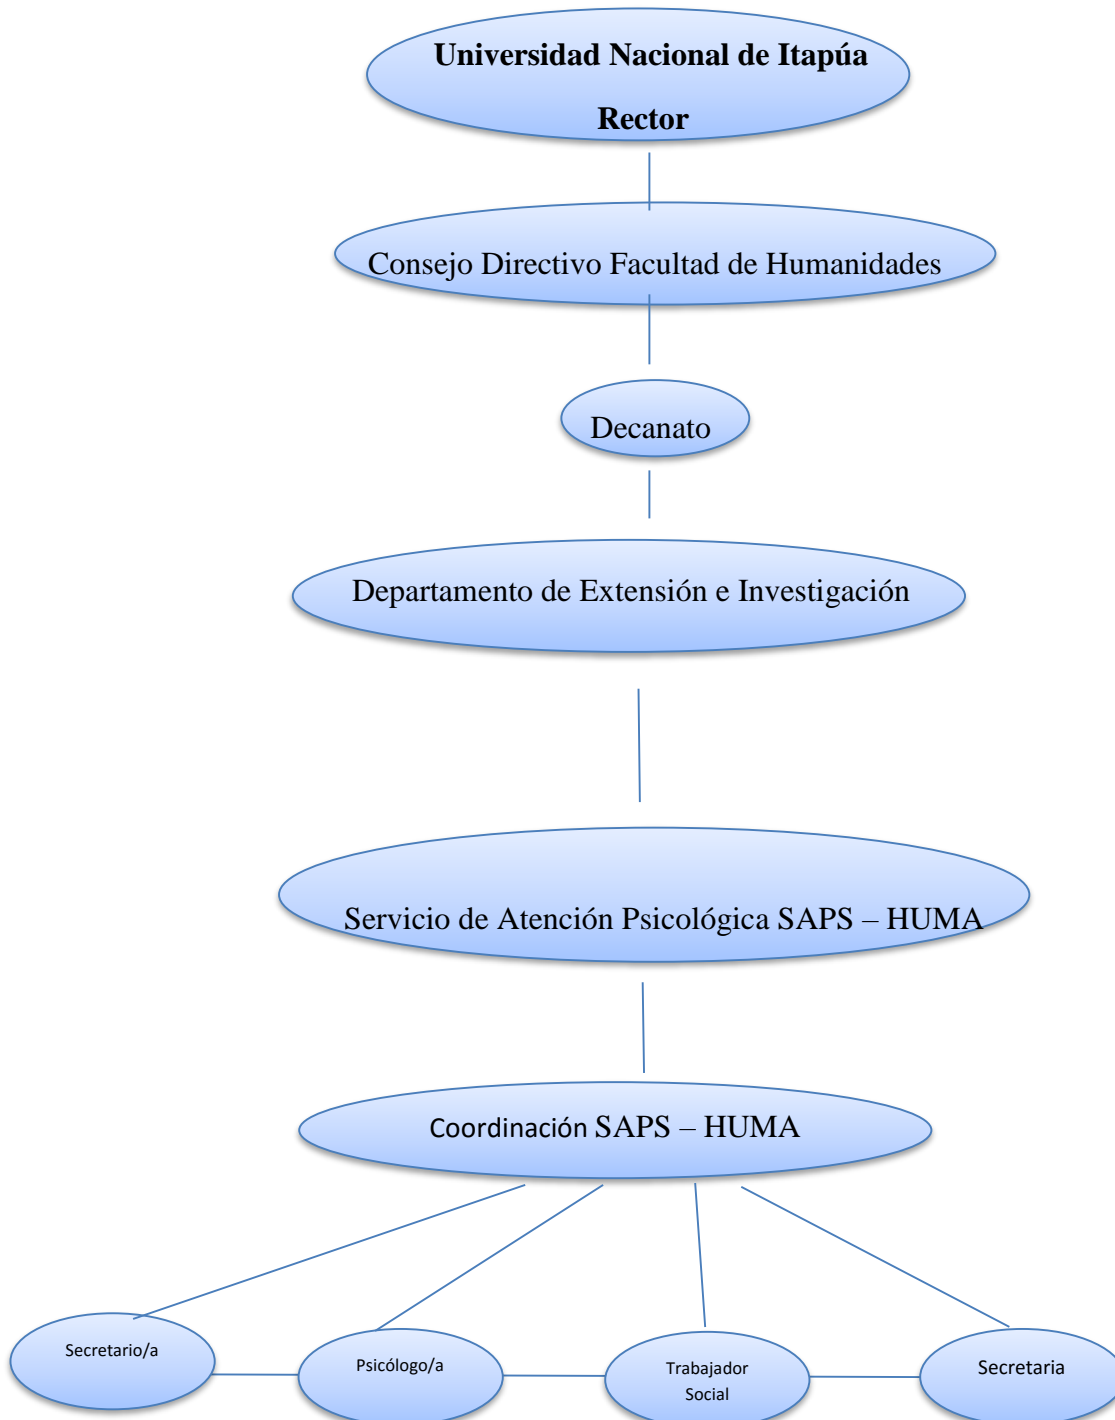 Universidad Nacional de Itapúa
Rector
Consejo Directivo Facultad de Humanidades
Decanato
Departamento de Extensión e Investigación
Servicio de Atención Psicológica SAPS – HUMA
Coordinación SAPS – HUMA
Secretario/a
Psicólogo/a
Trabajador
Social
Secretaria